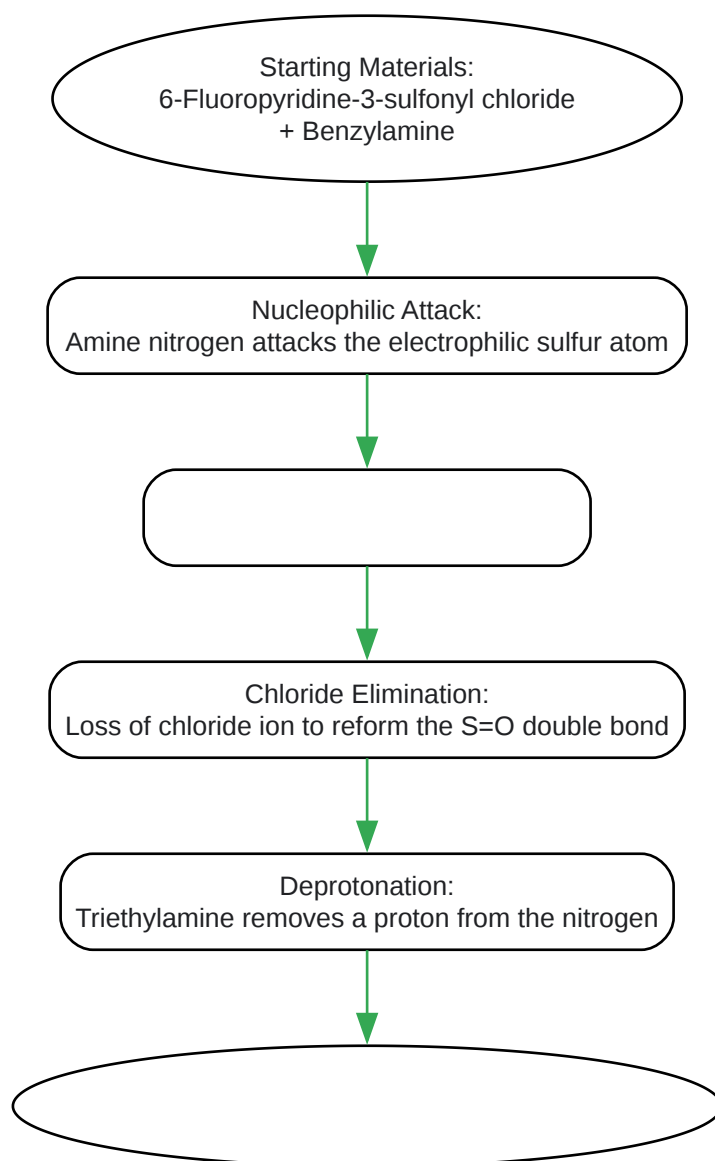 Starting Materials:
6-Fluoropyridine-3-sulfonyl chloride
+ Benzylamine
Nucleophilic Attack:
Amine nitrogen attacks the electrophilic sulfur atom
Chloride Elimination:
Loss of chloride ion to reform the S=O double bond
Deprotonation:
Triethylamine removes a proton from the nitrogen